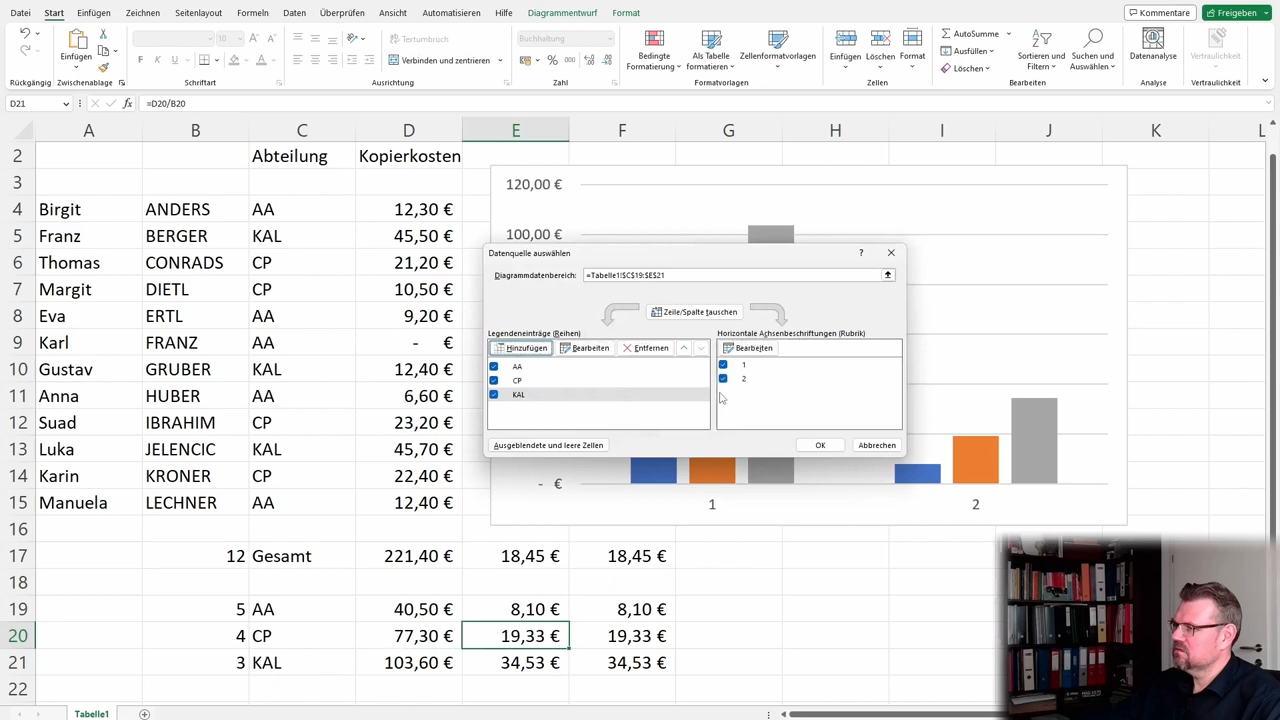 Datei Start Einfügen Zeichnen Seitenlayout Formeln Daten Überprüfen Ansicht Automatisieren Hilfe Diagrammentwurf Format Kommentare Freigeben
Einfügen
Textumbruch
Verbinden und zentrieren
Buchhaltung
Bedingte Formatierung
Als Tabelle formatieren
Zellenformatvorlagen
Einfügen Löschen Format
AutoSumme
Ausfüllen
Löschen
Sortieren und Filtern
Suchen und Auswählen
Datenanalyse
Vertraulichkeit
Rückgängig Zwischenablage Schriftart Ausrichtung Zahl Formatvorlagen Zellen Bearbeiten Analyse Vertraulichkeit
D21 fx =D20/B20
A B C D E F G H I J K L
2 Abteilung Kopierkosten
3
4 Birgit ANDERS AA 12,30 €
5 Franz BERGER KAL 45,50 €
6 Thomas CONRADS CP 21,20 €
7 Margit DIETL CP 10,50 €
8 Eva ERTL AA 9,20 €
9 Karl FRANZ AA - €
10 Gustav GRUBER KAL 12,40 €
11 Anna HUBER AA 6,60 €
12 Suad IBRAHIM CP 23,20 €
13 Luka JELENCIC KAL 45,70 €
14 Karin KRONER CP 22,40 €
15 Manuela LECHNER AA 12,40 €
16
17 12 Gesamt 221,40 € 18,45 € 18,45 €
18
19 5 AA 40,50 € 8,10 € 8,10 €
20 4 CP 77,30 € 19,33 € 19,33 €
21 3 KAL 103,60 € 34,53 € 34,53 €
22
120,00 €
100,00 €
- €
1 2
Datenquelle auswählen ? ×
Diagrammdatenbereich: =Tabelle1!$C$19:$E$21
Zeile/Spalte tauschen
Legendeneinträge (Reihen)
Hinzufügen Bearbeiten Entfernen
AA
CP
KAL
Horizontale Achsenbeschriftungen (Rubrik)
Bearbeiten
1
2
Ausgeblendete und leere Zellen OK Abbrechen
Tabelle1